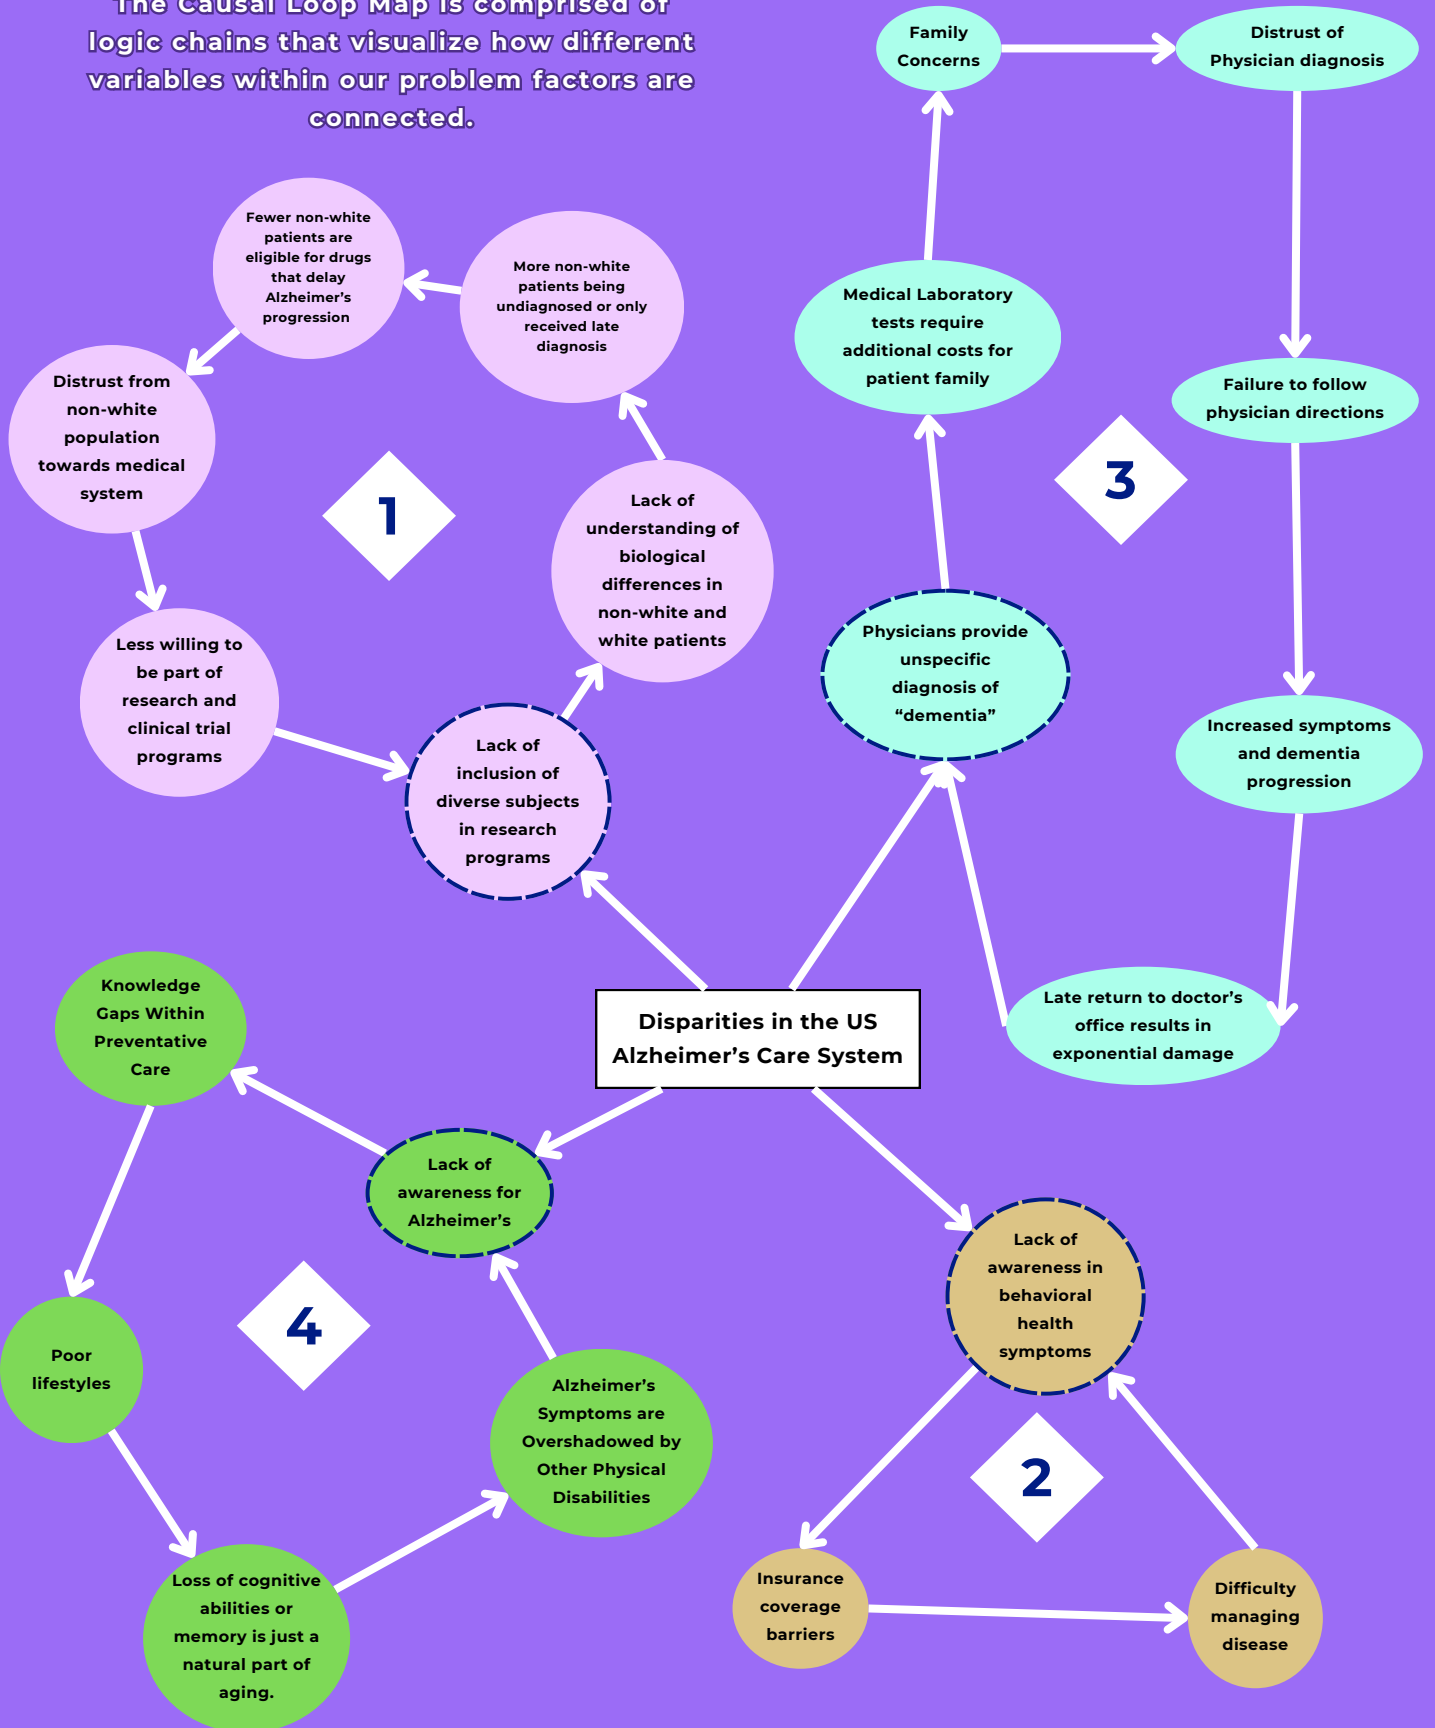 The Causal Loop Map is comprised of
logic chains that visualize how different
variables within our problem factors are
connected.
Fewer non-white
patients are
eligible for drugs
that delay
Alzheimer’s
progression
More non-white
patients being
undiagnosed or only
received late
diagnosis
Distrust from
non-white
population
towards medical
system
1
Lack of
understanding of
biological
differences in
non-white and
white patients
Less willing to
be part of
research and
clinical trial
programs
Lack of
inclusion of
diverse subjects
in research
programs
Family
Concerns
Distrust of
Physician diagnosis
Medical Laboratory
tests require
additional costs for
patient family
Failure to follow
physician directions
3
Physicians provide
unspecific
diagnosis of
“dementia”
Increased symptoms
and dementia
progression
Late return to doctor’s
office results in
exponential damage
Disparities in the US
Alzheimer’s Care System
Knowledge
Gaps Within
Preventative
Care
Lack of
awareness for
Alzheimer’s
4
Poor
lifestyles
Alzheimer’s
Symptoms are
Overshadowed by
Other Physical
Disabilities
Loss of cognitive
abilities or
memory is just a
natural part of
aging.
Lack of
awareness in
behavioral
health
symptoms
2
Insurance
coverage
barriers
Difficulty
managing
disease